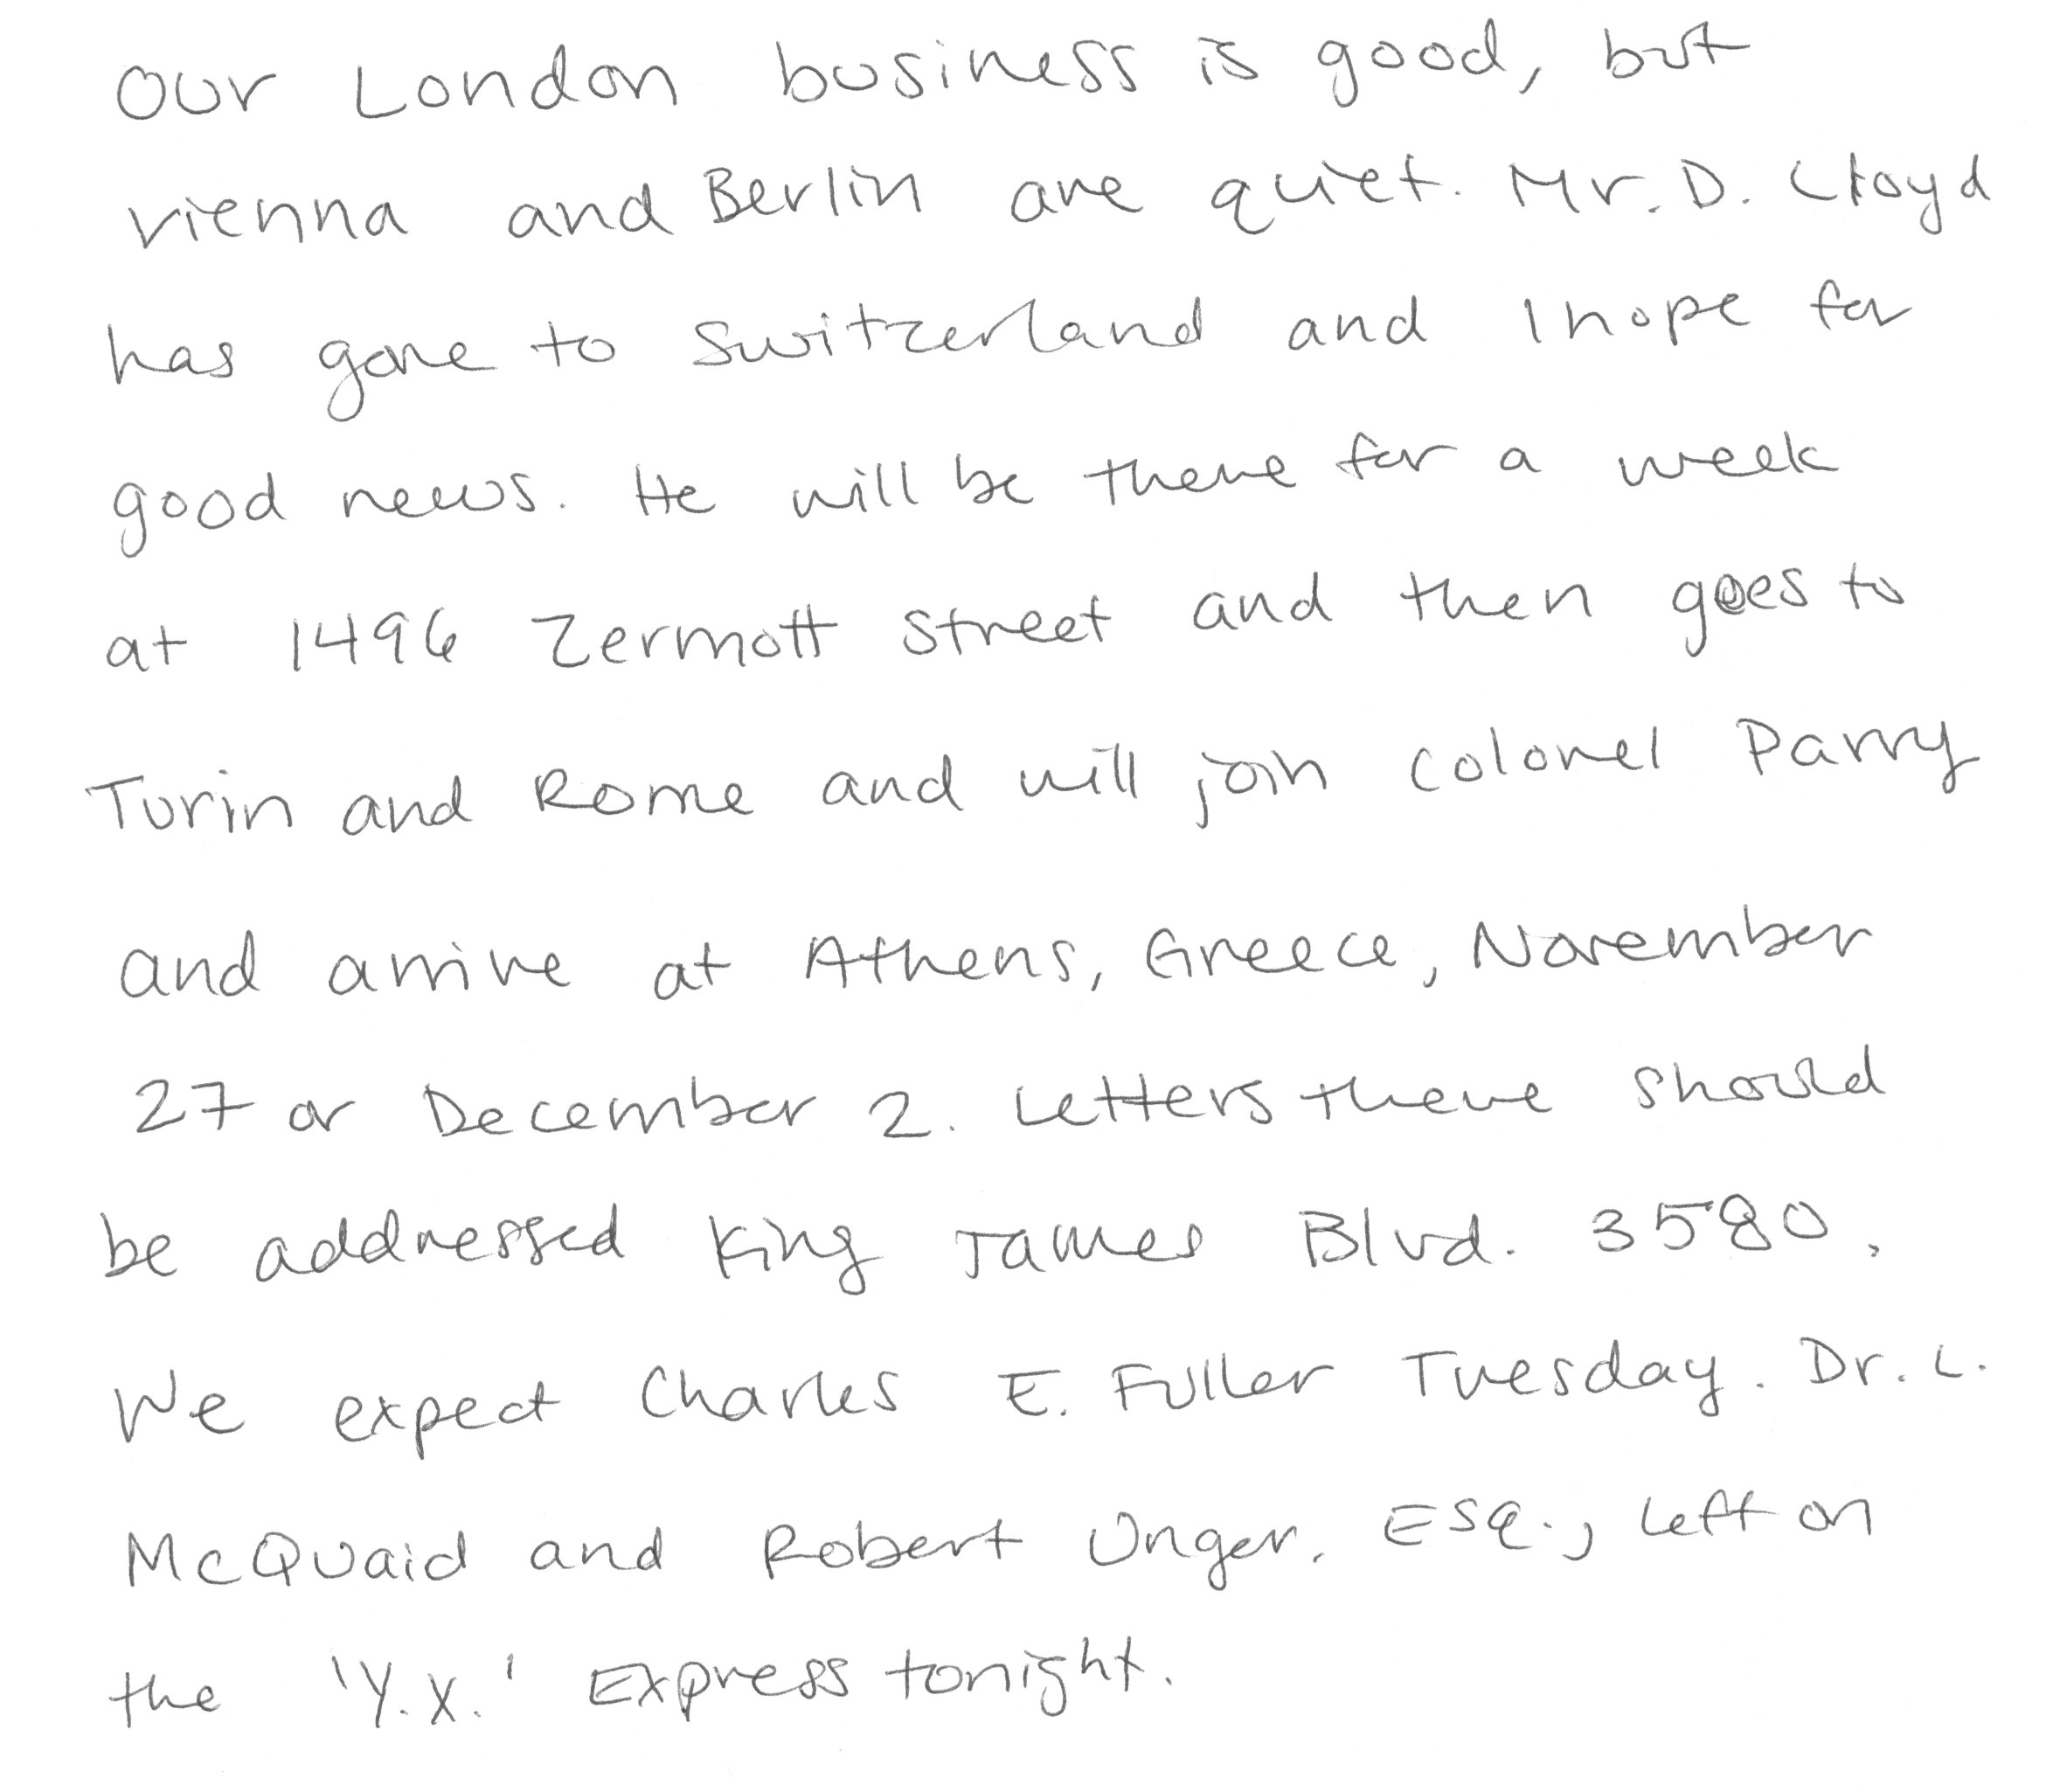 Our London business is good, but
Vienna and Berlin are quiet. Mr. D. Lloyd
has gone to Switzerland and I hope for
good news. He will be there for a week
at 1496 Zermott Street and then goes to
Turin and Rome and will join Colonel Parry
and arrive at Athens, Greece, November
27 or December 2. Letters there should
be addressed King James Blvd. 3580.
We expect Charles E. Fuller Tuesday. Dr. L.
McQuaid and Robert Unger, Esq., left on
the 'Y.X.' Express tonight.